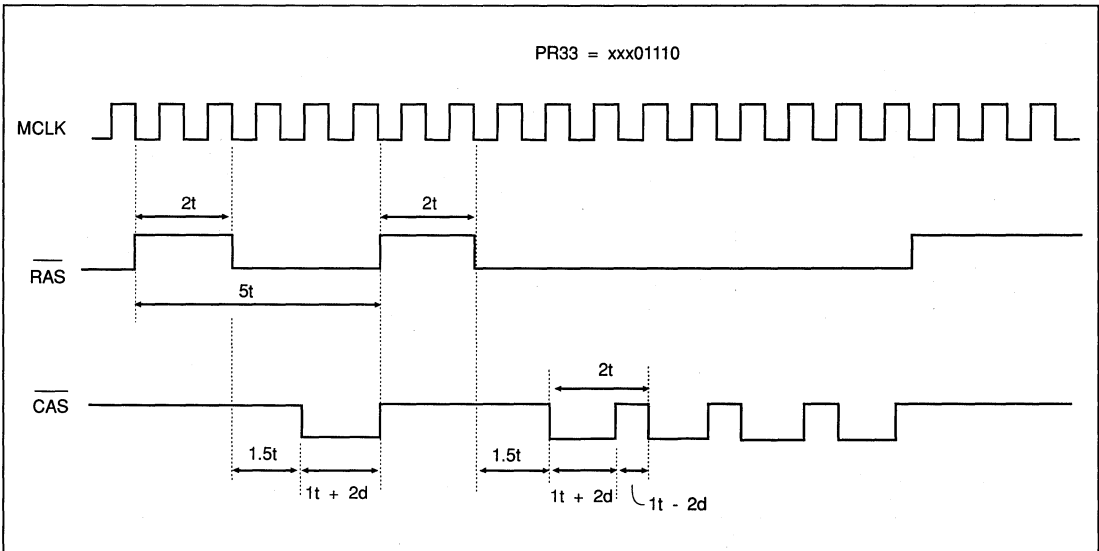 PR33 = xxx01110
MCLK
2t
2t
RAS
5t
CAS
2t
1.5t
1t + 2d
1.5t
1t + 2d
1t - 2d